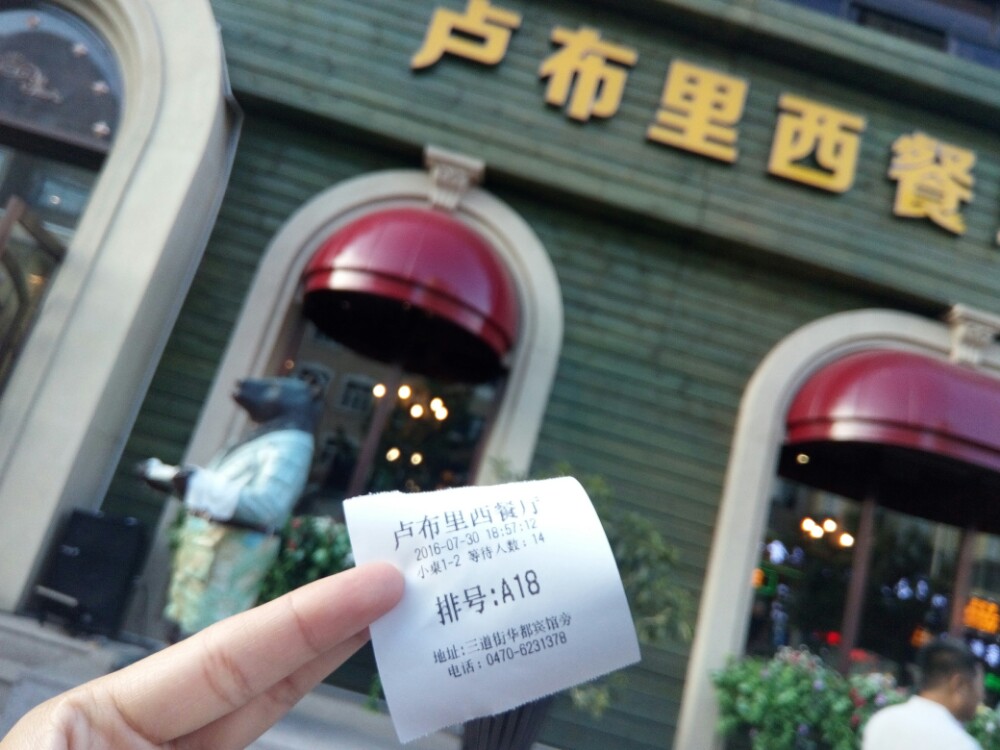 卢布里西餐
卢布里西餐厅
2016-07-30 18:57:12
小桌1-2 等待人数：14
排号:A18
地址:三道街华都宾馆旁
电话：0470-6231378